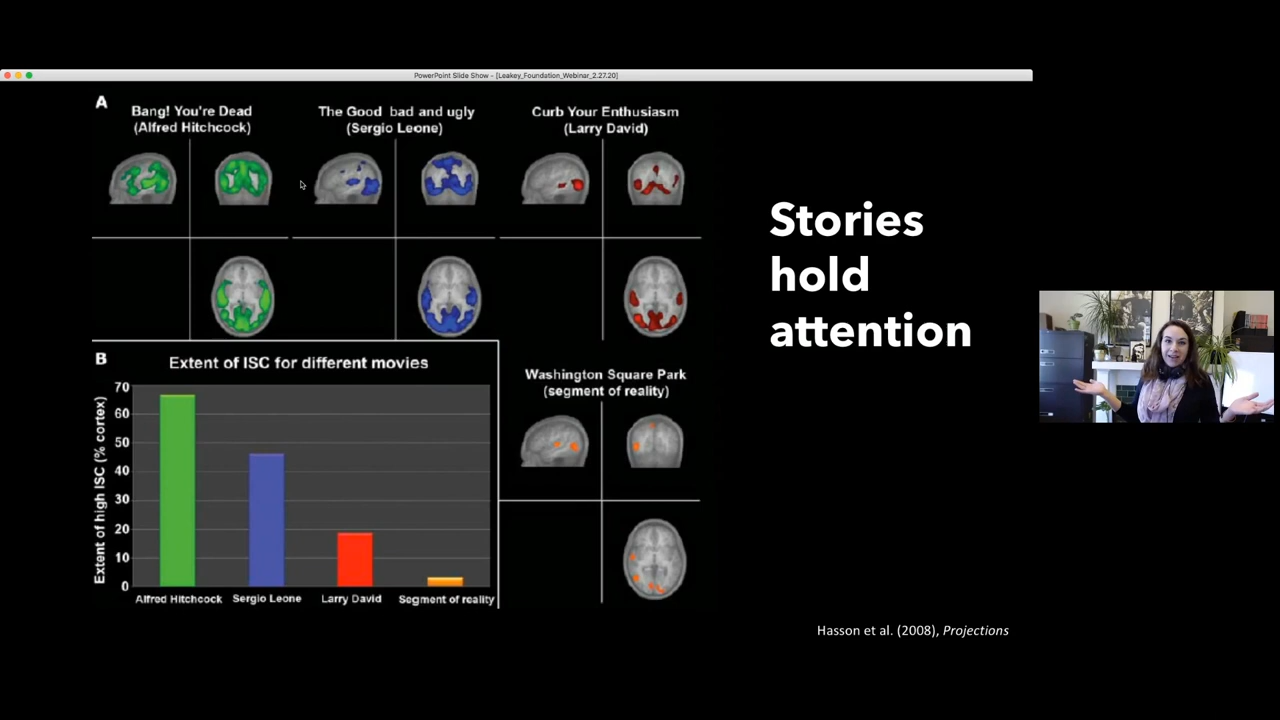 PowerPoint Slide Show - [Leakey_Foundation_Webinar_2.27.20]
A
Bang! You're Dead
(Alfred Hitchcock)
The Good bad and ugly
(Sergio Leone)
Curb Your Enthusiasm
(Larry David)
Stories
hold
attention
B
Extent of ISC for different movies
Extent of high ISC (% cortex)
70
60
50
40
30
20
10
0
Alfred Hitchcock
Sergio Leone
Larry David
Segment of reality
Washington Square Park
(segment of reality)
Hasson et al. (2008), Projections